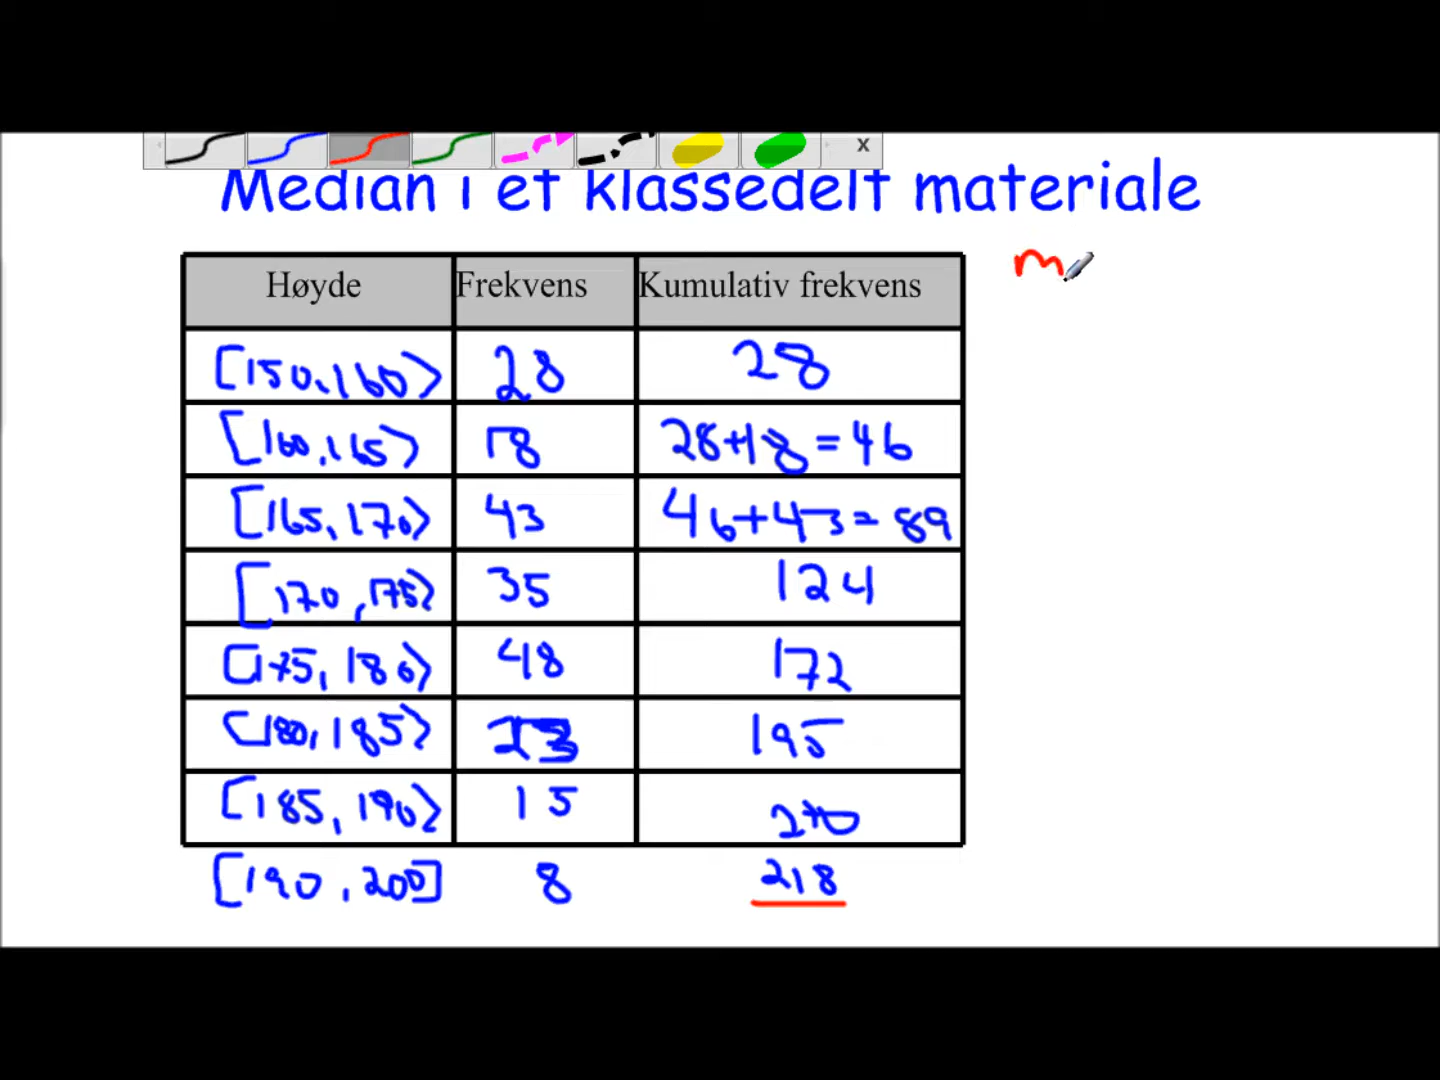 x
Median i et klassedelt materiale
m
Høyde Frekvens Kumulativ frekvens
[150,160⟩ 28 28
[160,165⟩ 18 28+18=46
[165,170⟩ 43 46+43=89
[170,175⟩ 35 124
[175,180⟩ 48 172
[180,185⟩ 23 195
[185,190⟩ 15 210
[190,200] 8 218